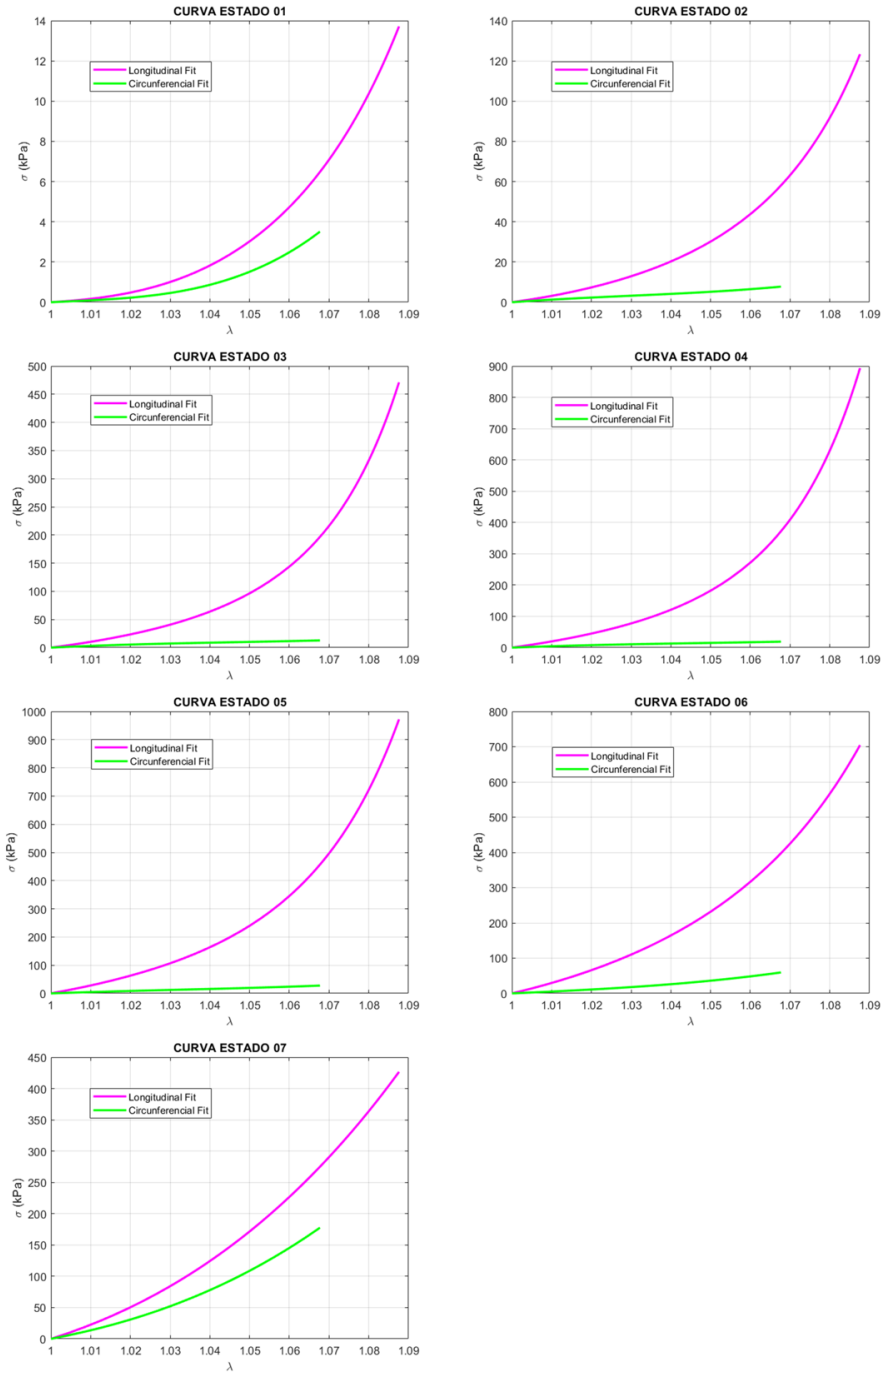 CURVA ESTADO 01
14
12
10
8
6
4
2
0
σ (kPa)
Longitudinal Fit
Circunferencial Fit
1 1.01 1.02 1.03 1.04 1.05 1.06 1.07 1.08 1.09
λ
CURVA ESTADO 02
140
120
100
80
60
40
20
0
σ (kPa)
Longitudinal Fit
Circunferencial Fit
1 1.01 1.02 1.03 1.04 1.05 1.06 1.07 1.08 1.09
λ
CURVA ESTADO 03
500
450
400
350
300
250
200
150
100
50
0
σ (kPa)
Longitudinal Fit
Circunferencial Fit
1 1.01 1.02 1.03 1.04 1.05 1.06 1.07 1.08 1.09
λ
CURVA ESTADO 04
900
800
700
600
500
400
300
200
100
0
σ (kPa)
Longitudinal Fit
Circunferencial Fit
1 1.01 1.02 1.03 1.04 1.05 1.06 1.07 1.08 1.09
λ
CURVA ESTADO 05
1000
900
800
700
600
500
400
300
200
100
0
σ (kPa)
Longitudinal Fit
Circunferencial Fit
1 1.01 1.02 1.03 1.04 1.05 1.06 1.07 1.08 1.09
λ
CURVA ESTADO 06
800
700
600
500
400
300
200
100
0
σ (kPa)
Longitudinal Fit
Circunferencial Fit
1 1.01 1.02 1.03 1.04 1.05 1.06 1.07 1.08 1.09
λ
CURVA ESTADO 07
450
400
350
300
250
200
150
100
50
0
σ (kPa)
Longitudinal Fit
Circunferencial Fit
1 1.01 1.02 1.03 1.04 1.05 1.06 1.07 1.08 1.09
λ